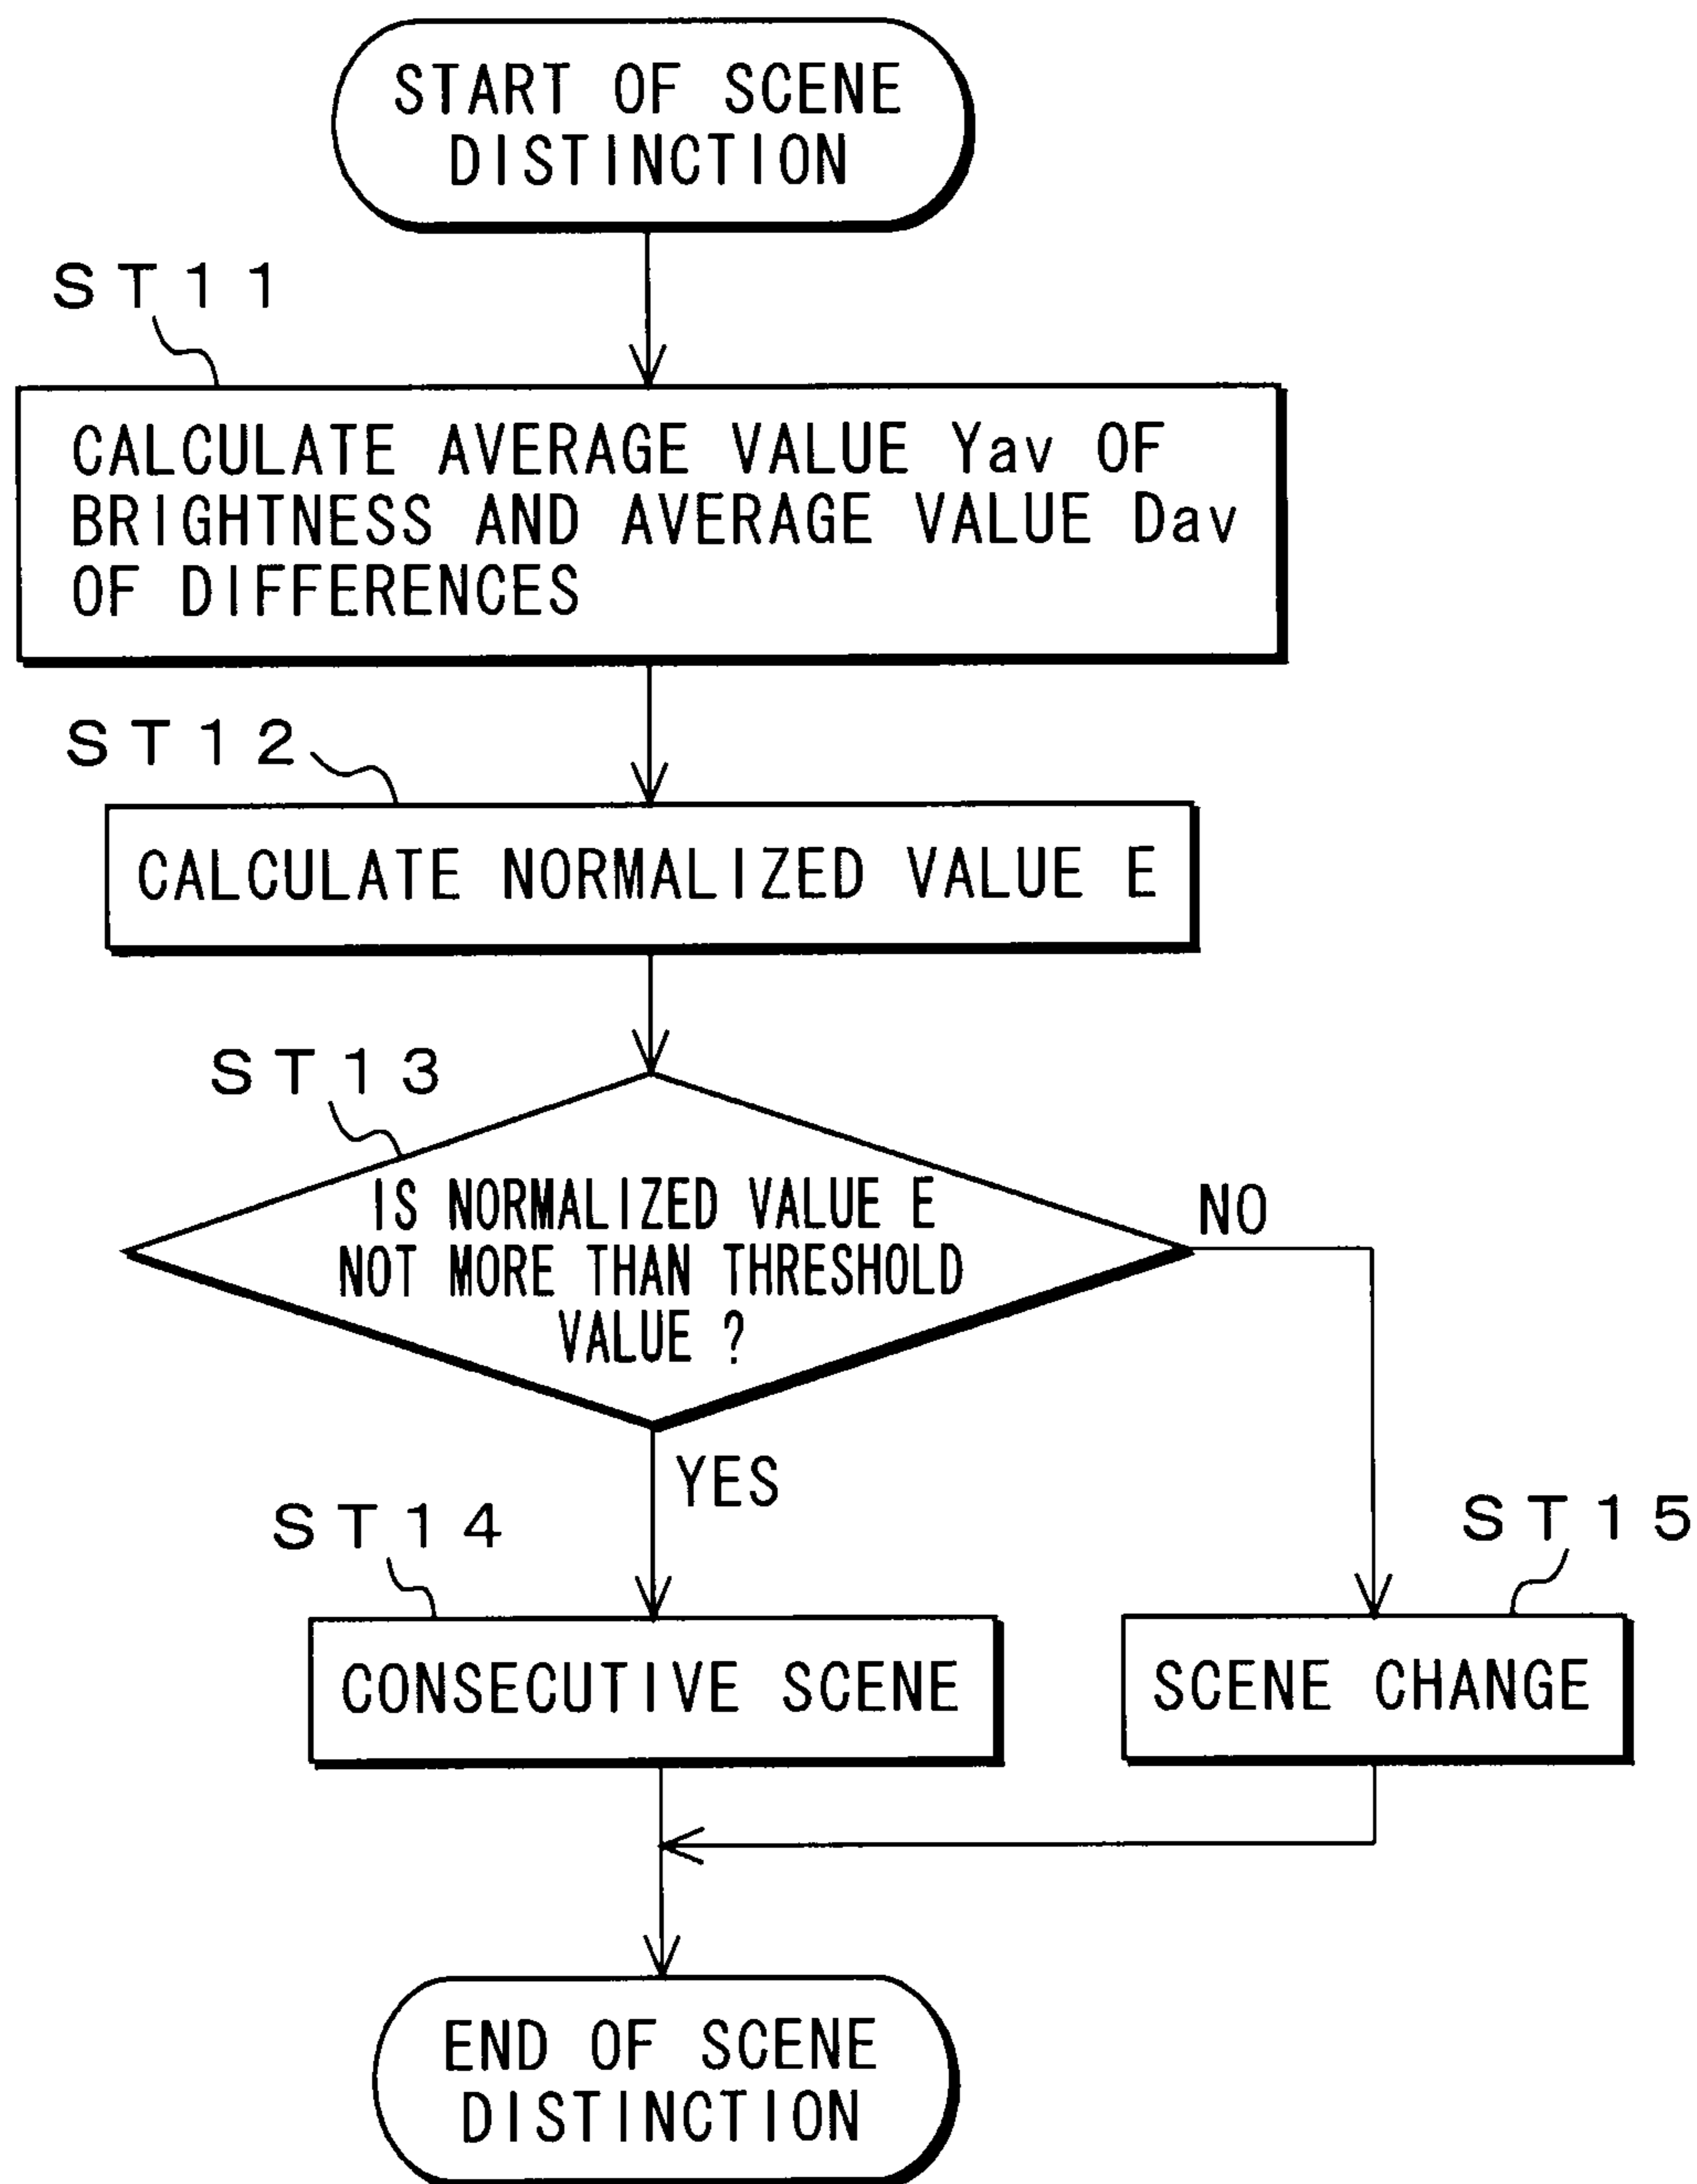 START OF SCENE
DISTINCTION
ST11
CALCULATE AVERAGE VALUE Yav OF
BRIGHTNESS AND AVERAGE VALUE Dav
OF DIFFERENCES
ST12
CALCULATE NORMALIZED VALUE E
ST13
IS NORMALIZED VALUE E
NOT MORE THAN THRESHOLD
VALUE ?
NO
YES
ST14
ST15
CONSECUTIVE SCENE
SCENE CHANGE
END OF SCENE
DISTINCTION